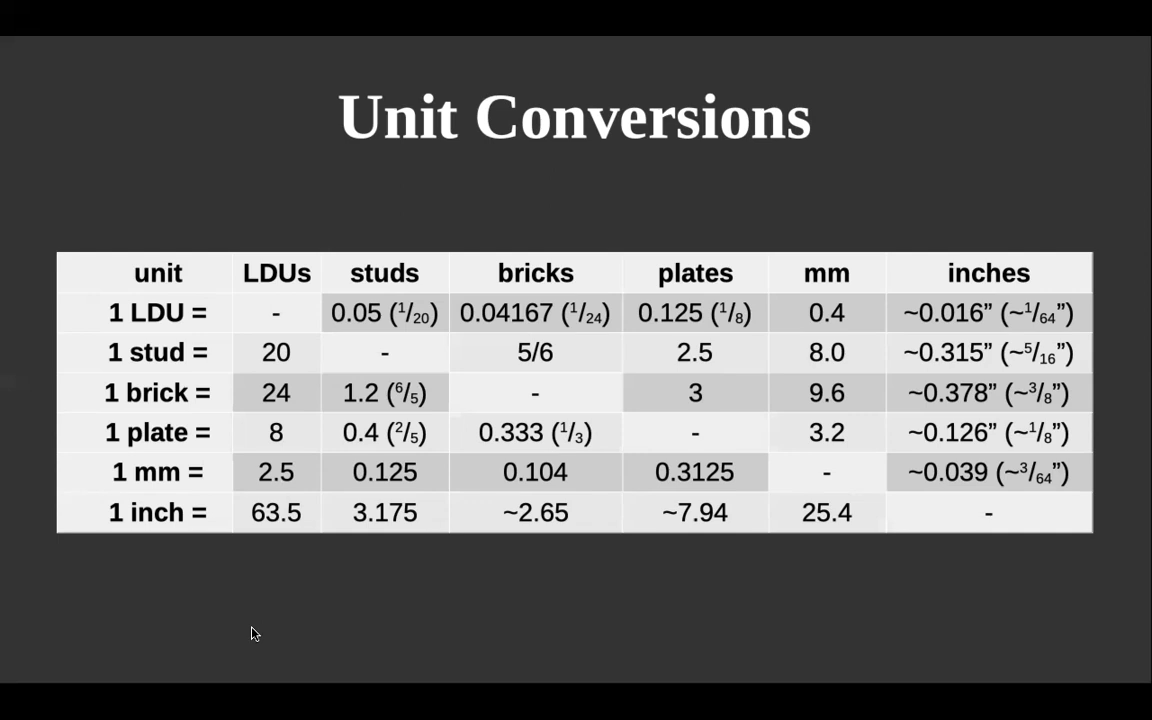 Unit Conversions
unit LDUs studs bricks plates mm inches
1 LDU = - 0.05 (1/20) 0.04167 (1/24) 0.125 (1/8) 0.4 ~0.016” (~1/64”)
1 stud = 20 - 5/6 2.5 8.0 ~0.315” (~5/16”)
1 brick = 24 1.2 (6/5) - 3 9.6 ~0.378” (~3/8”)
1 plate = 8 0.4 (2/5) 0.333 (1/3) - 3.2 ~0.126” (~1/8”)
1 mm = 2.5 0.125 0.104 0.3125 - ~0.039 (~3/64”)
1 inch = 63.5 3.175 ~2.65 ~7.94 25.4 -